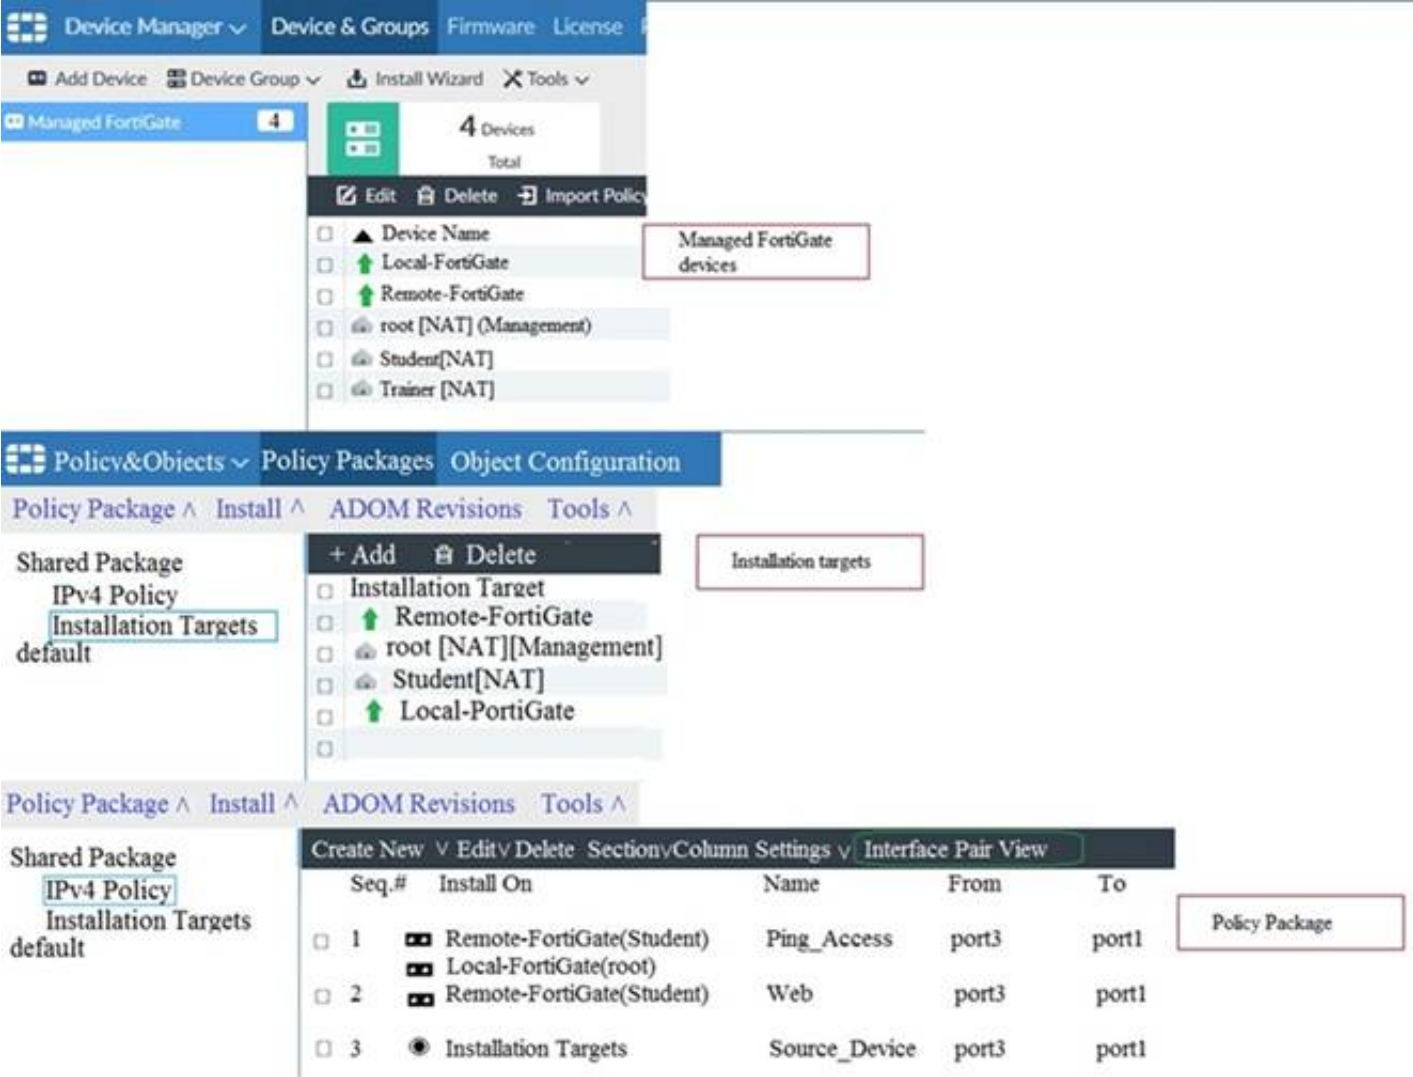 Device Manager Device & Groups Firmware License
Add Device Device Group Install Wizard Tools
Managed FortiGate 4
4 Devices
Total
Edit Delete Import Policy
Device Name
Local-FortiGate
Remote-FortiGate
root [NAT] (Management)
Student[NAT]
Trainer [NAT]
Managed FortiGate
devices
Policy&Objects Policy Packages Object Configuration
Policy Package ^ Install ^ ADOM Revisions Tools ^
Shared Package
IPv4 Policy
Installation Targets
default
+ Add Delete
Installation Target
Remote-FortiGate
root [NAT][Management]
Student[NAT]
Local-PortiGate
Installation targets
Policy Package ^ Install ^ ADOM Revisions Tools ^
Shared Package
IPv4 Policy
Installation Targets
default
Create New v Edit v Delete Section v Column Settings v Interface Pair View
Seq.# Install On Name From To
1 Remote-FortiGate(Student) Ping_Access port3 port1
Local-FortiGate(root)
2 Remote-FortiGate(Student) Web port3 port1
3 Installation Targets Source_Device port3 port1
Policy Package